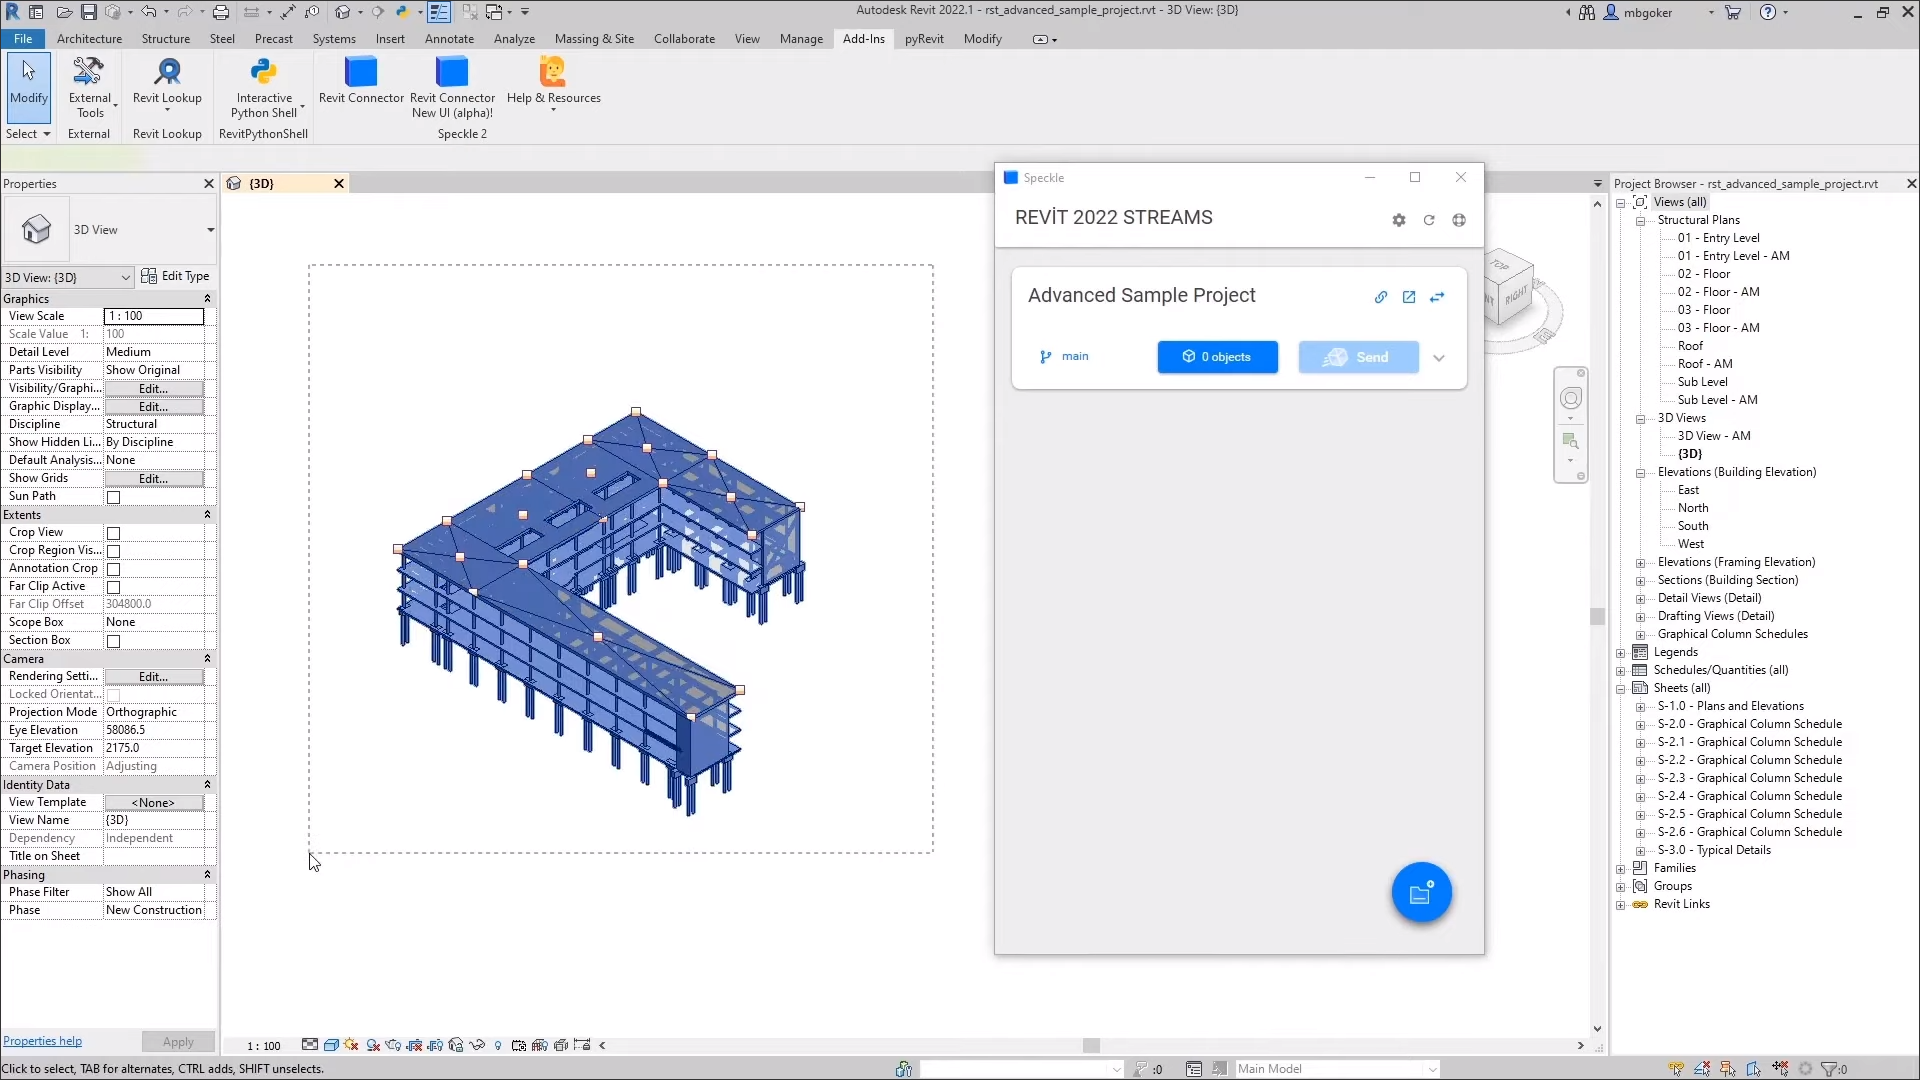 Autodesk Revit 2022.1 - rst_advanced_sample_project.rvt - 3D View: {3D}
mbgoker
File
Architecture
Structure
Steel
Precast
Systems
Insert
Annotate
Analyze
Massing & Site
Collaborate
View
Manage
Add-Ins
pyRevit
Modify
Modify
External
Tools
Revit Lookup
Interactive
Python Shell
Revit Connector
Revit Connector
New UI (alpha)!
Help & Resources
Select
External
Revit Lookup
RevitPythonShell
Speckle 2
Properties
3D View
3D View: {3D}
Edit Type
Graphics
View Scale 1 : 100
Scale Value 1: 100
Detail Level Medium
Parts Visibility Show Original
Visibility/Graphi... Edit...
Graphic Display... Edit...
Discipline Structural
Show Hidden Li... By Discipline
Default Analysis... None
Show Grids Edit...
Sun Path
Extents
Crop View
Crop Region Vis...
Annotation Crop
Far Clip Active
Far Clip Offset 304800.0
Scope Box None
Section Box
Camera
Rendering Setti... Edit...
Locked Orientat...
Projection Mode Orthographic
Eye Elevation 58086.5
Target Elevation 2175.0
Camera Position Adjusting
Identity Data
View Template <None>
View Name {3D}
Dependency Independent
Title on Sheet
Phasing
Phase Filter Show All
Phase New Construction
Properties help
Apply
{3D}
Speckle
REVİT 2022 STREAMS
Advanced Sample Project
main
0 objects
Send
TOP
RIGHT
Project Browser - rst_advanced_sample_project.rvt
Views (all)
Structural Plans
01 - Entry Level
01 - Entry Level - AM
02 - Floor
02 - Floor - AM
03 - Floor
03 - Floor - AM
Roof
Roof - AM
Sub Level
Sub Level - AM
3D Views
3D View - AM
{3D}
Elevations (Building Elevation)
East
North
South
West
Elevations (Framing Elevation)
Sections (Building Section)
Detail Views (Detail)
Drafting Views (Detail)
Graphical Column Schedules
Legends
Schedules/Quantities (all)
Sheets (all)
S-1.0 - Plans and Elevations
S-2.0 - Graphical Column Schedule
S-2.1 - Graphical Column Schedule
S-2.2 - Graphical Column Schedule
S-2.3 - Graphical Column Schedule
S-2.4 - Graphical Column Schedule
S-2.5 - Graphical Column Schedule
S-2.6 - Graphical Column Schedule
S-3.0 - Typical Details
Families
Groups
Revit Links
1 : 100
Click to select, TAB for alternates, CTRL adds, SHIFT unselects.
:0
Main Model
:0